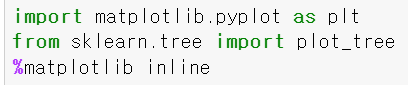 import matplotlib.pyplot as plt
from sklearn.tree import plot_tree
%matplotlib inline